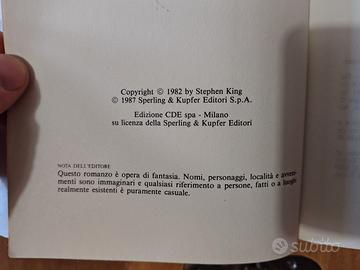 Copyright © 1982 by Stephen King
© 1987 Sperling & Kupfer Editori S.p.A.
Edizione CDE spa - Milano
su licenza della Sperling & Kupfer Editori
NOTA DELL'EDITORE
Questo romanzo è opera di fantasia. Nomi, personaggi, località e avveni-
menti sono immaginari e qualsiasi riferimento a persone, fatti o a luoghi
realmente esistenti è puramente casuale.
subito